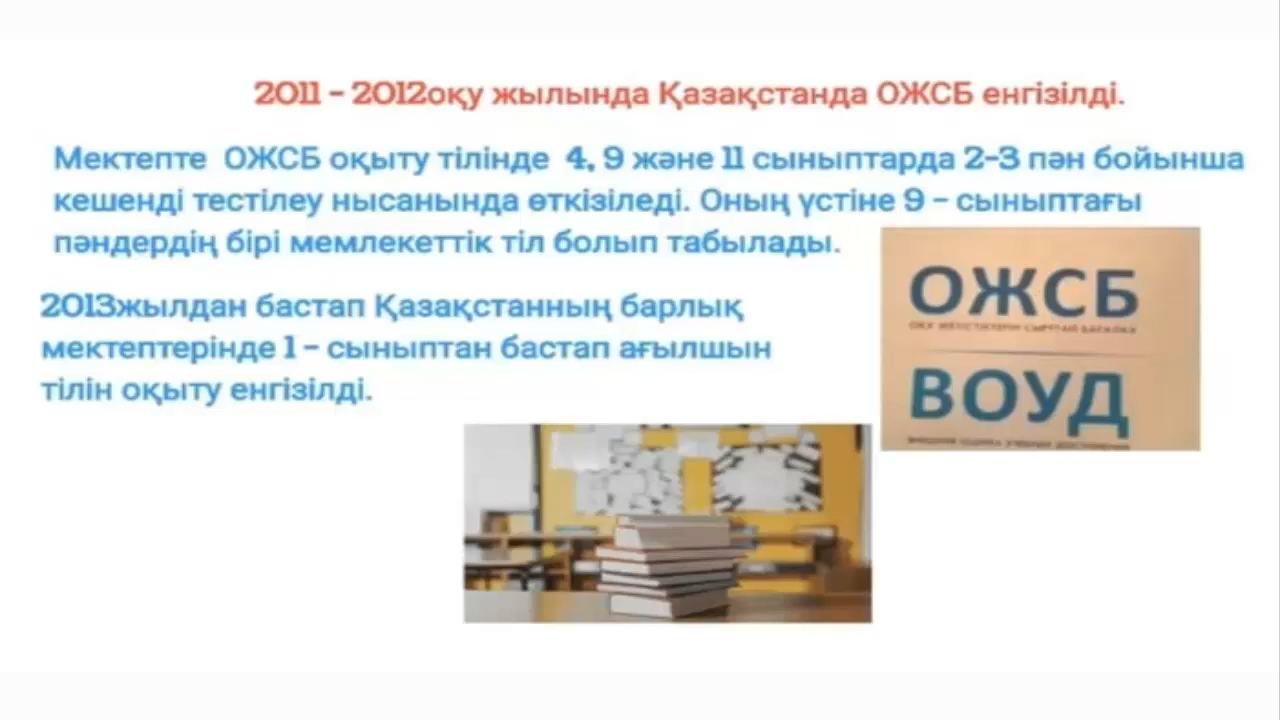 2011 - 2012оқу жылында Қазақстанда ОЖСБ енгізілді.
Мектепте ОЖСБ оқыту тілінде 4, 9 және 11 сыныптарда 2-3 пән бойынша
кешенді тестілеу нысанында өткізіледі. Оның үстіне 9 - сыныптағы
пәндердің бірі мемлекеттік тіл болып табылады.
2013жылдан бастап Қазақстанның барлық
мектептерінде 1 - сыныптан бастап ағылшын
тілін оқыту енгізілді.
ОЖСБ
ВОУД